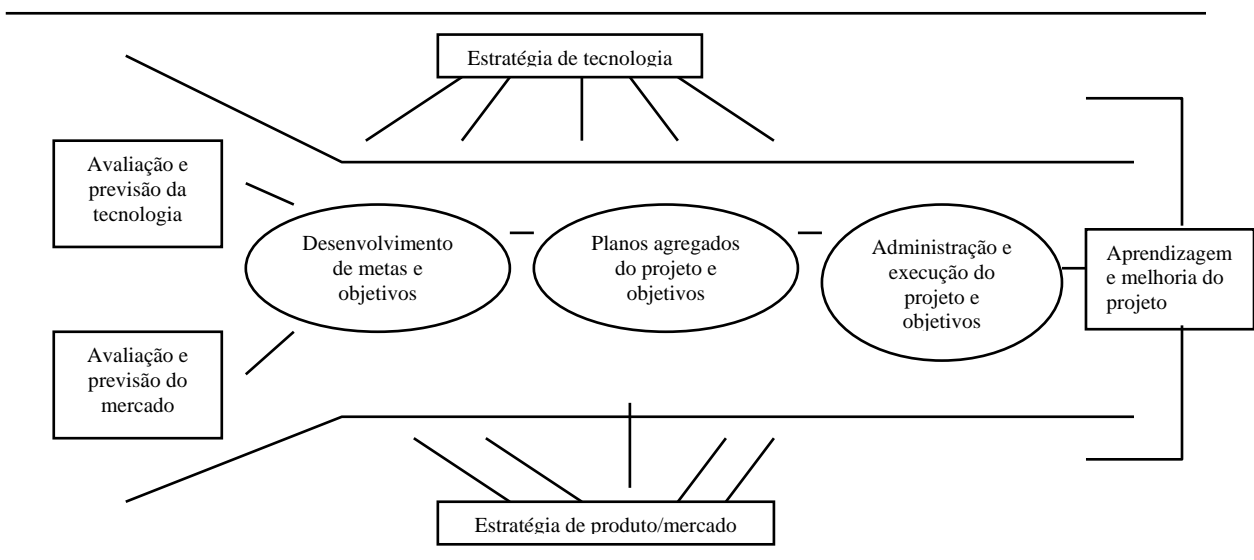 Estratégia de tecnologia
Avaliação e
previsão da
tecnologia
Desenvolvimento
de metas e
objetivos
Planos agregados
do projeto e
objetivos
Administração e
execução do
projeto e
objetivos
Aprendizagem
e melhoria do
projeto
Avaliação e
previsão do
mercado
Estratégia de produto/mercado